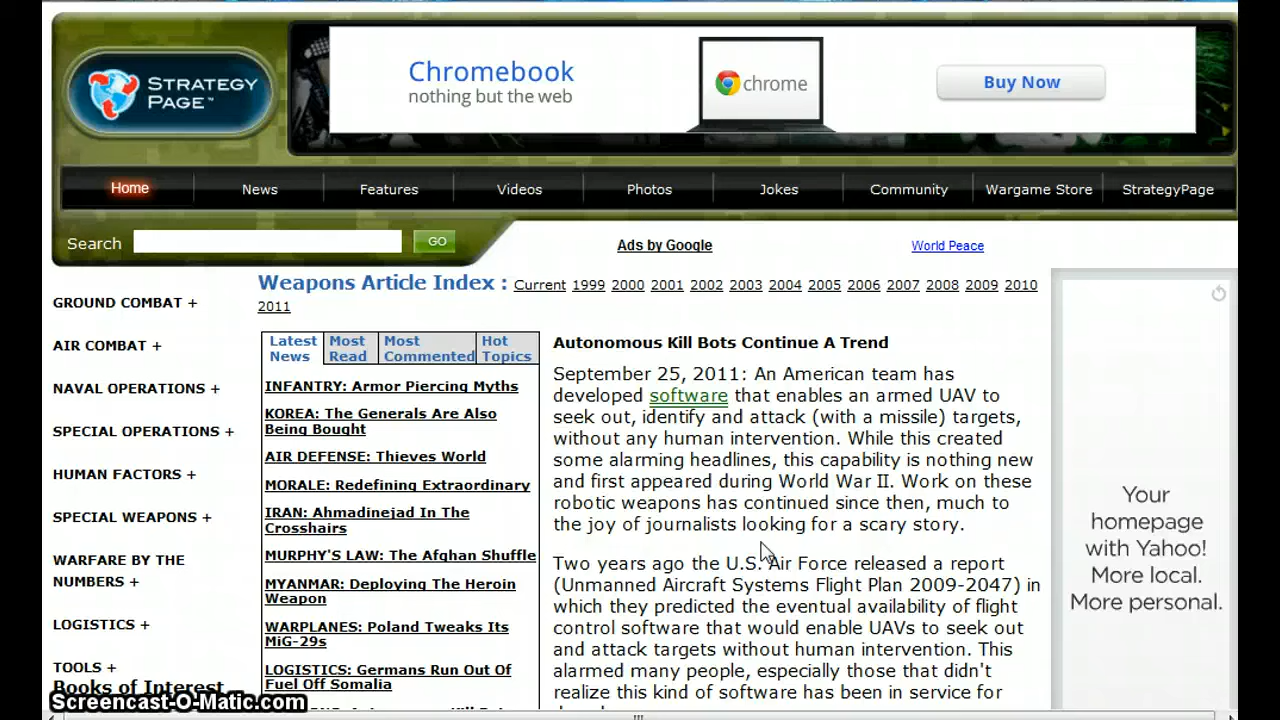 STRATEGY
PAGE™
Chromebook
nothing but the web
chrome
Buy Now
Home
News
Features
Videos
Photos
Jokes
Community
Wargame Store
StrategyPage
Search
GO
Ads by Google
World Peace
GROUND COMBAT +
AIR COMBAT +
NAVAL OPERATIONS +
SPECIAL OPERATIONS +
HUMAN FACTORS +
SPECIAL WEAPONS +
WARFARE BY THE
NUMBERS +
LOGISTICS +
TOOLS +
Books of Interest
Weapons Article Index : Current 1999 2000 2001 2002 2003 2004 2005 2006 2007 2008 2009 2010
2011
Latest
News
Most
Read
Most
Commented
Hot
Topics
INFANTRY: Armor Piercing Myths
KOREA: The Generals Are Also
Being Bought
AIR DEFENSE: Thieves World
MORALE: Redefining Extraordinary
IRAN: Ahmadinejad In The
Crosshairs
MURPHY'S LAW: The Afghan Shuffle
MYANMAR: Deploying The Heroin
Weapon
WARPLANES: Poland Tweaks Its
MiG-29s
LOGISTICS: Germans Run Out Of
Fuel Off Somalia
Autonomous Kill Bots Continue A Trend
September 25, 2011: An American team has
developed software that enables an armed UAV to
seek out, identify and attack (with a missile) targets,
without any human intervention. While this created
some alarming headlines, this capability is nothing new
and first appeared during World War II. Work on these
robotic weapons has continued since then, much to
the joy of journalists looking for a scary story.
Two years ago the U.S. Air Force released a report
(Unmanned Aircraft Systems Flight Plan 2009-2047) in
which they predicted the eventual availability of flight
control software that would enable UAVs to seek out
and attack targets without human intervention. This
alarmed many people, especially those that didn't
realize this kind of software has been in service for
Your
homepage
with Yahoo!
More local.
More personal.
Screencast-O-Matic.com